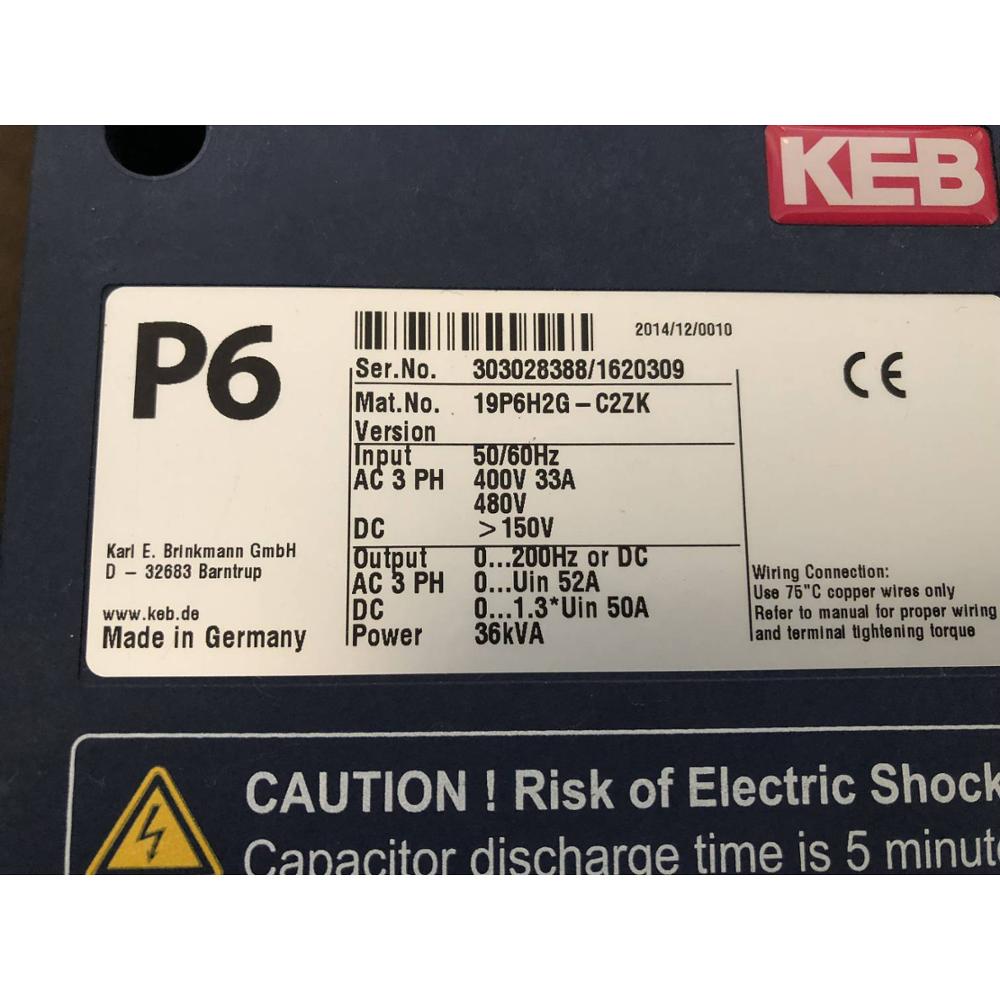 KEB
P6
2014/12/0010
Ser.No. 303028388/1620309
Mat.No. 19P6H2G-C2ZK
Version
Input 50/60Hz
AC 3 PH 400V 33A
480V
DC >150V
Output 0...200Hz or DC
AC 3 PH 0...Uin 52A
DC 0...1.3*Uin 50A
Power 36kVA
Karl E. Brinkmann GmbH
D - 32683 Barntrup
www.keb.de
Made in Germany
CE
Wiring Connection:
Use 75°C copper wires only
Refer to manual for proper wiring
and terminal tightening torque
CAUTION ! Risk of Electric Shock
Capacitor discharge time is 5 minut